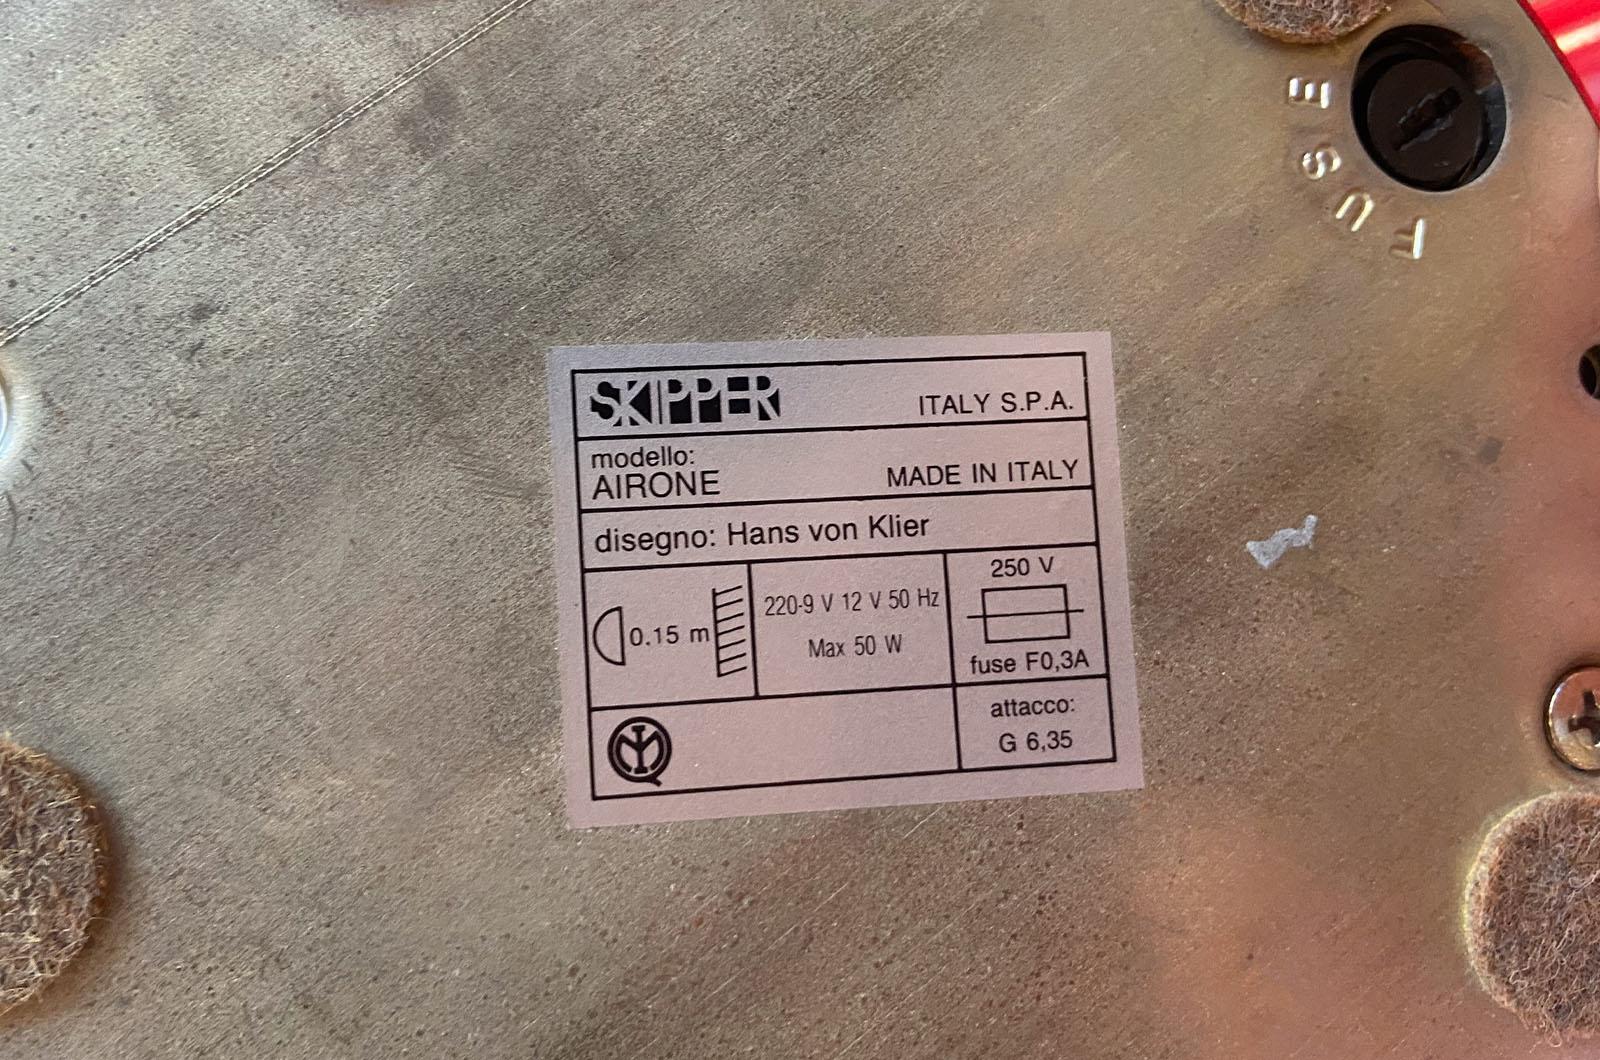 FUSE
SKIPPER ITALY S.P.A.
modello:
AIRONE MADE IN ITALY
disegno: Hans von Klier
0.15 m
220-9 V 12 V 50 Hz
Max 50 W
250 V
fuse F0,3A
IMQ
attacco:
G 6,35